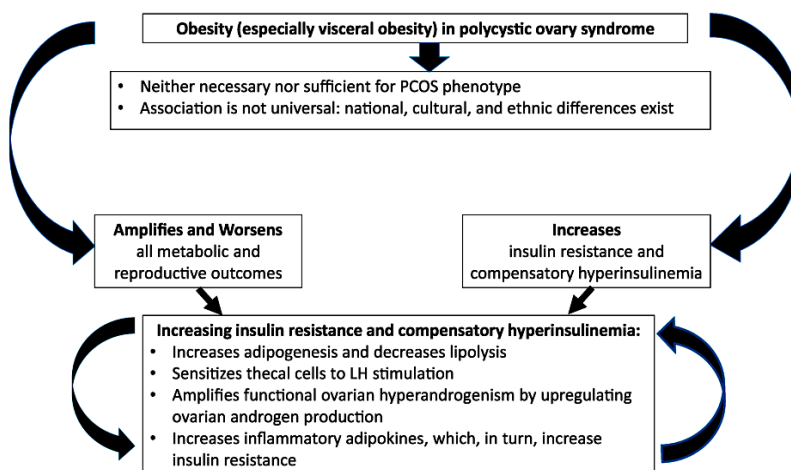 Obesity (especially visceral obesity) in polycystic ovary syndrome
• Neither necessary nor sufficient for PCOS phenotype
• Association is not universal: national, cultural, and ethnic differences exist
Amplifies and Worsens
all metabolic and
reproductive outcomes
Increases
insulin resistance and
compensatory hyperinsulinemia
Increasing insulin resistance and compensatory hyperinsulinemia:
• Increases adipogenesis and decreases lipolysis
• Sensitizes thecal cells to LH stimulation
• Amplifies functional ovarian hyperandrogenism by upregulating
ovarian androgen production
• Increases inflammatory adipokines, which, in turn, increase
insulin resistance